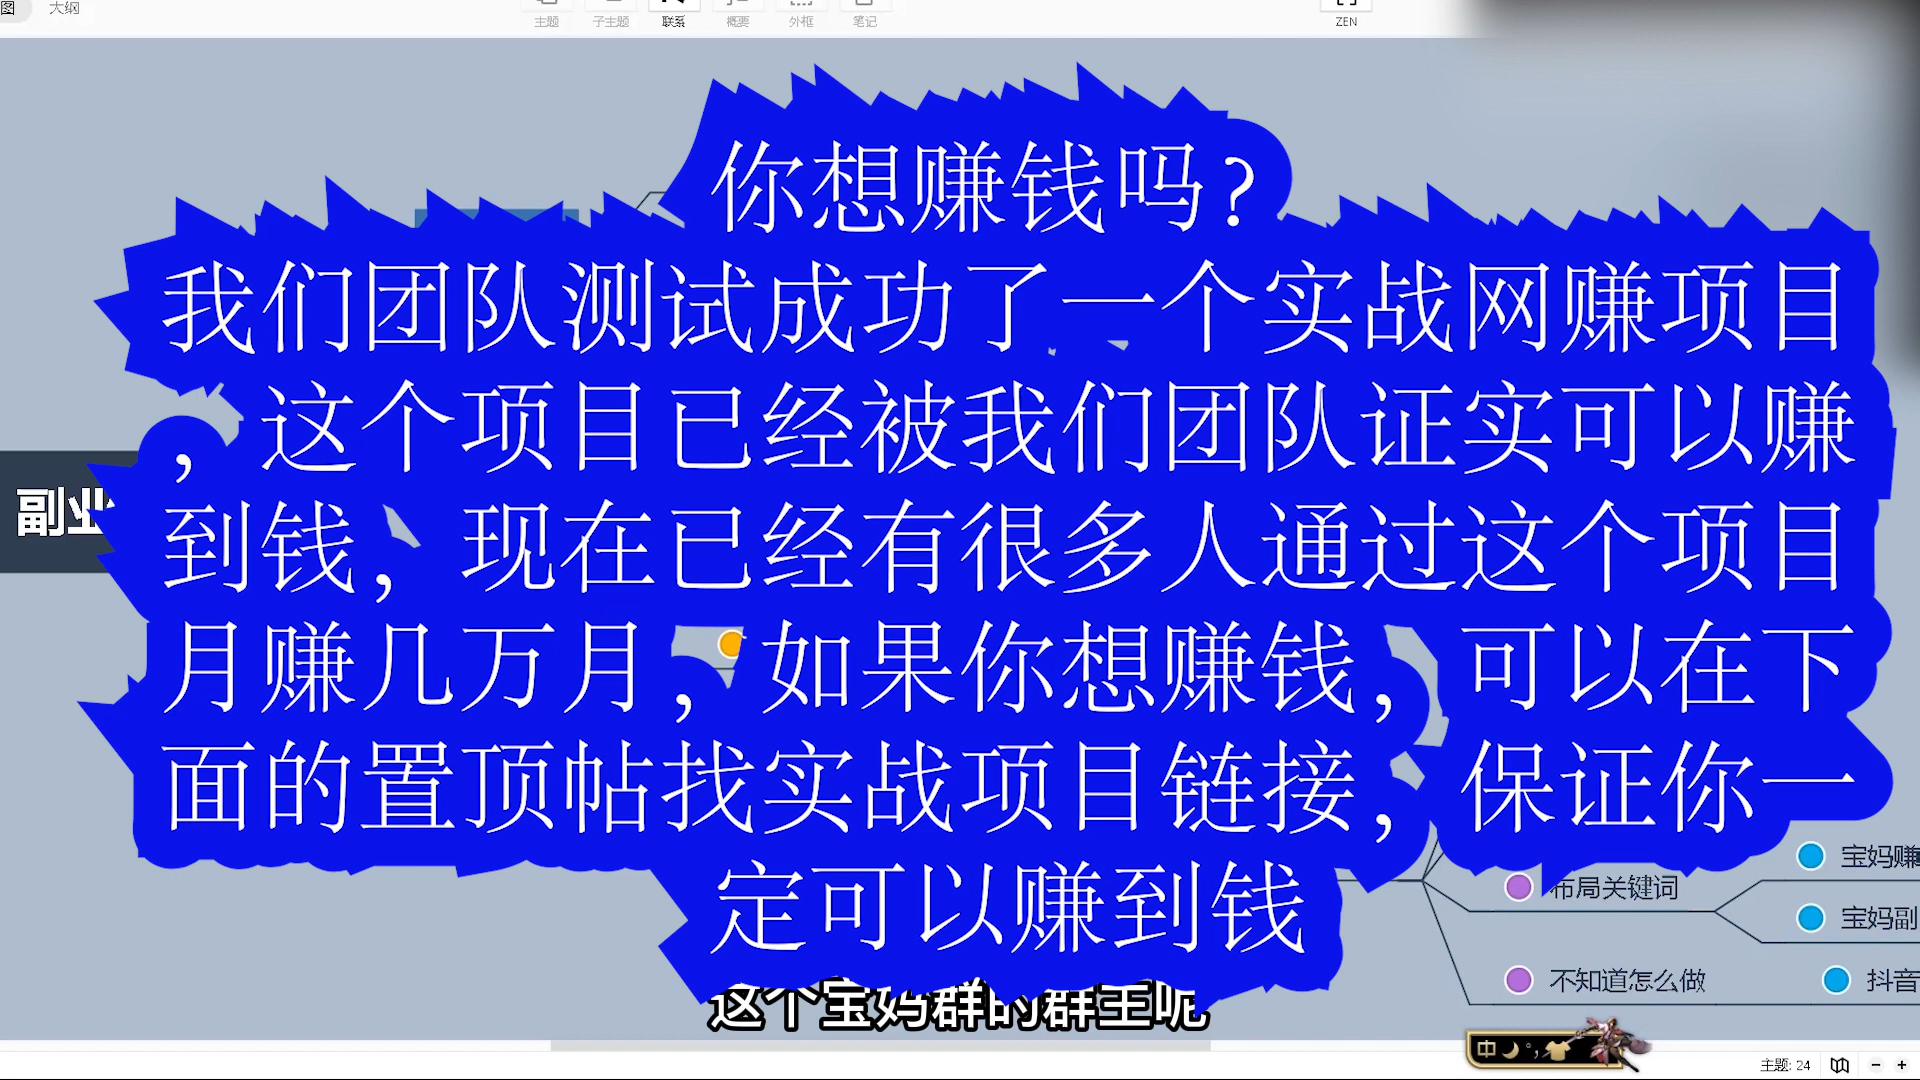 图
大纲
主题
子主题
联系
概要
外框
笔记
ZEN
你想赚钱吗?
我们团队测试成功了一个实战网赚项目
，这个项目已经被我们团队证实可以赚
到钱，现在已经有很多人通过这个项目
月赚几万月，如果你想赚钱，可以在下
面的置顶帖找实战项目链接，保证你一
定可以赚到钱
副业
宝妈赚
布局关键词
宝妈副
不知道怎么做
抖音
这个宝妈群的群主呢
中
主题: 24